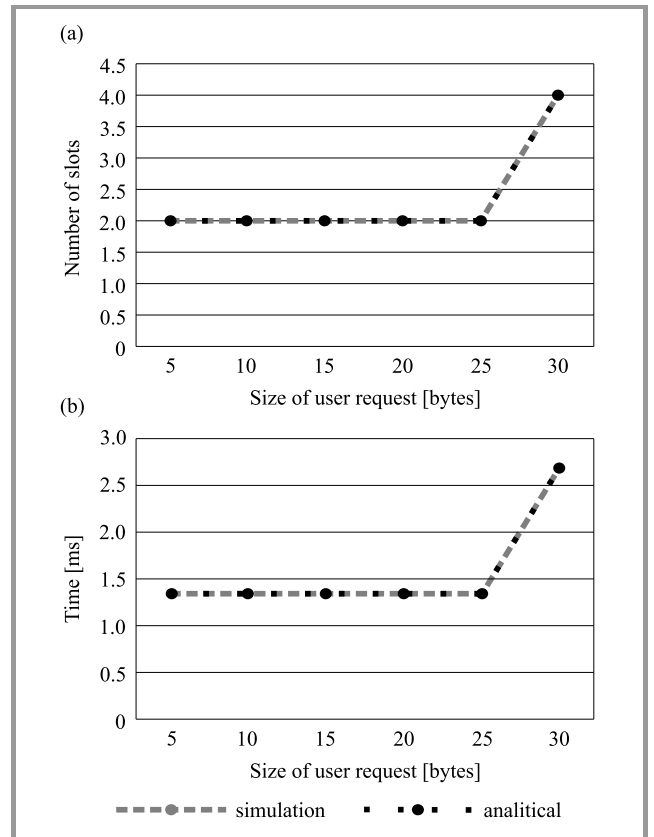 (a)
Number of slots
4.5
4.0
3.5
3.0
2.5
2.0
1.5
1.0
0.5
0
5 10 15 20 25 30
Size of user request [bytes]
(b)
Time [ms]
3.0
2.5
2.0
1.5
1.0
0.5
0
5 10 15 20 25 30
Size of user request [bytes]
simulation analitical